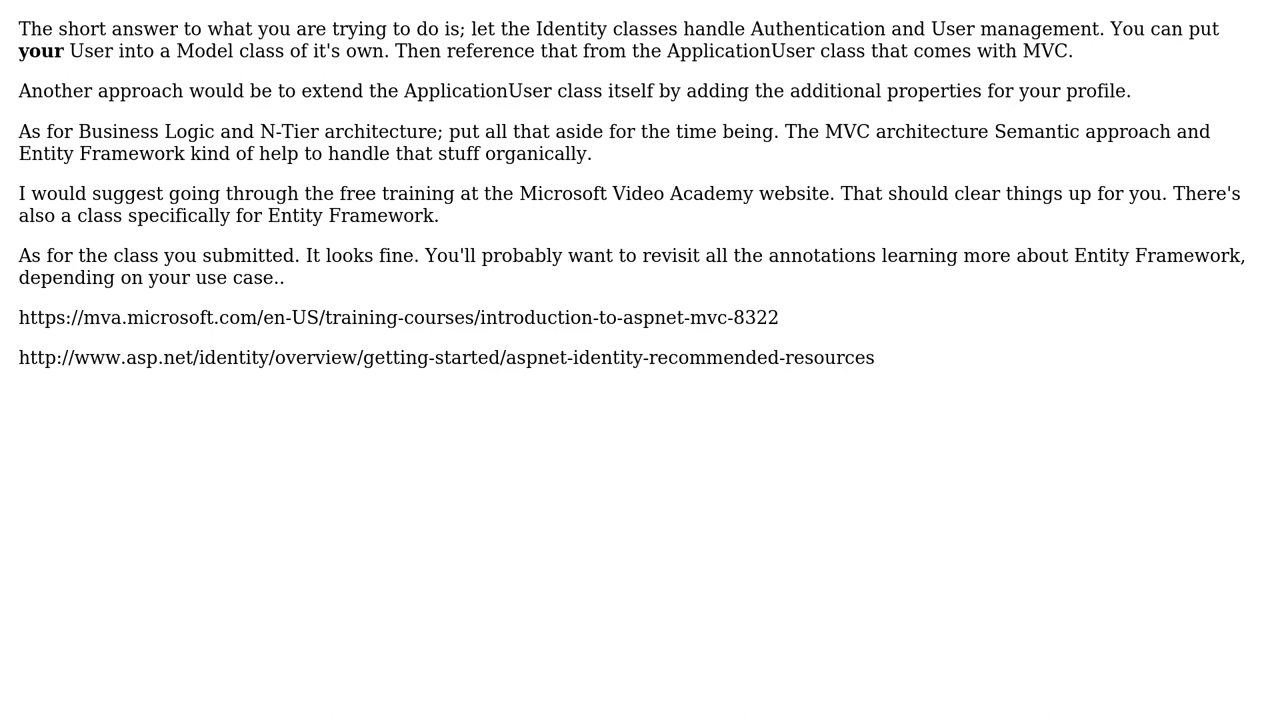 The short answer to what you are trying to do is; let the Identity classes handle Authentication and User management. You can put
your User into a Model class of it's own. Then reference that from the ApplicationUser class that comes with MVC.
Another approach would be to extend the ApplicationUser class itself by adding the additional properties for your profile.
As for Business Logic and N-Tier architecture; put all that aside for the time being. The MVC architecture Semantic approach and
Entity Framework kind of help to handle that stuff organically.
I would suggest going through the free training at the Microsoft Video Academy website. That should clear things up for you. There's
also a class specifically for Entity Framework.
As for the class you submitted. It looks fine. You'll probably want to revisit all the annotations learning more about Entity Framework,
depending on your use case..
https://mva.microsoft.com/en-US/training-courses/introduction-to-aspnet-mvc-8322
http://www.asp.net/identity/overview/getting-started/aspnet-identity-recommended-resources